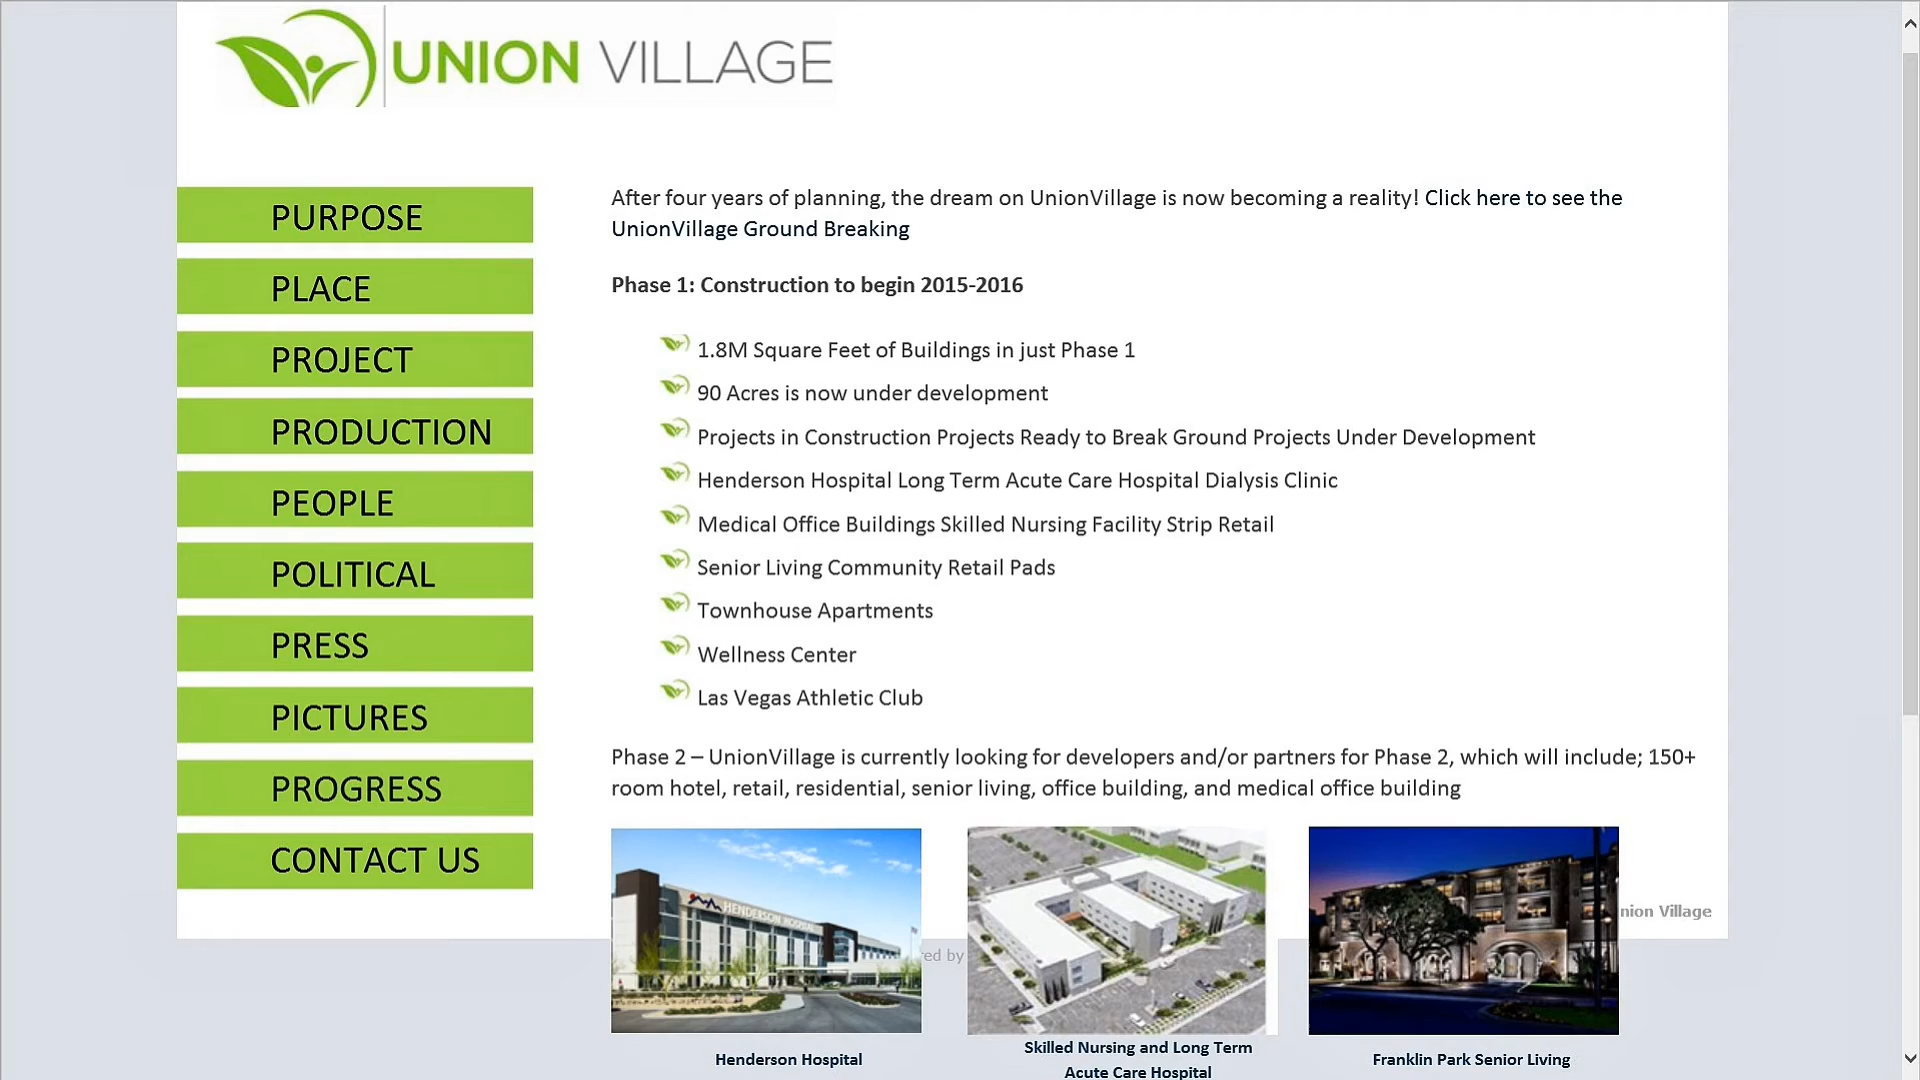 UNION VILLAGE
PURPOSE
PLACE
PROJECT
PRODUCTION
PEOPLE
POLITICAL
PRESS
PICTURES
PROGRESS
CONTACT US
After four years of planning, the dream on UnionVillage is now becoming a reality! Click here to see the
UnionVillage Ground Breaking
Phase 1: Construction to begin 2015-2016
1.8M Square Feet of Buildings in just Phase 1
90 Acres is now under development
Projects in Construction Projects Ready to Break Ground Projects Under Development
Henderson Hospital Long Term Acute Care Hospital Dialysis Clinic
Medical Office Buildings Skilled Nursing Facility Strip Retail
Senior Living Community Retail Pads
Townhouse Apartments
Wellness Center
Las Vegas Athletic Club
Phase 2 – UnionVillage is currently looking for developers and/or partners for Phase 2, which will include; 150+
room hotel, retail, residential, senior living, office building, and medical office building
HENDERSON HOSPITAL
nion Village
red by
Henderson Hospital
Skilled Nursing and Long Term
Acute Care Hospital
Franklin Park Senior Living